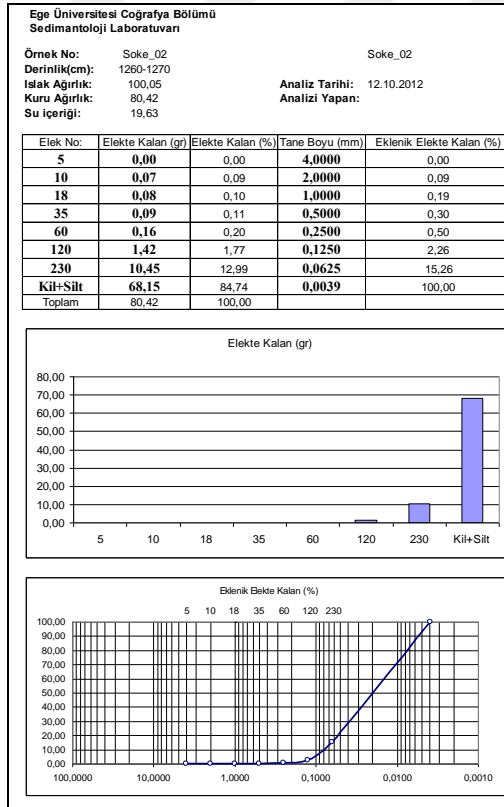 Ege Üniversitesi Coğrafya Bölümü
Sedimantoloji Laboratuvarı
Örnek No: Soke_02 Soke_02
Derinlik(cm): 1260-1270
Islak Ağırlık: 100,05 Analiz Tarihi: 12.10.2012
Kuru Ağırlık: 80,42 Analizi Yapan:
Su içeriği: 19,63
Elek No: Elekte Kalan (gr) Elekte Kalan (%) Tane Boyu (mm) Eklenik Elekte Kalan (%)
5 0,00 0,00 4,0000 0,00
10 0,07 0,09 2,0000 0,09
18 0,08 0,10 1,0000 0,19
35 0,09 0,11 0,5000 0,30
60 0,16 0,20 0,2500 0,50
120 1,42 1,77 0,1250 2,26
230 10,45 12,99 0,0625 15,26
Kil+Silt 68,15 84,74 0,0039 100,00
Toplam 80,42 100,00
Elekte Kalan (gr)
80,00
70,00
60,00
50,00
40,00
30,00
20,00
10,00
0,00
5 10 18 35 60 120 230 Kil+Silt
Eklenik Elekte Kalan (%)
5 10 18 35 60 120 230
100,00
90,00
80,00
70,00
60,00
50,00
40,00
30,00
20,00
10,00
0,00
100,0000 10,0000 1,0000 0,1000 0,0100 0,0010